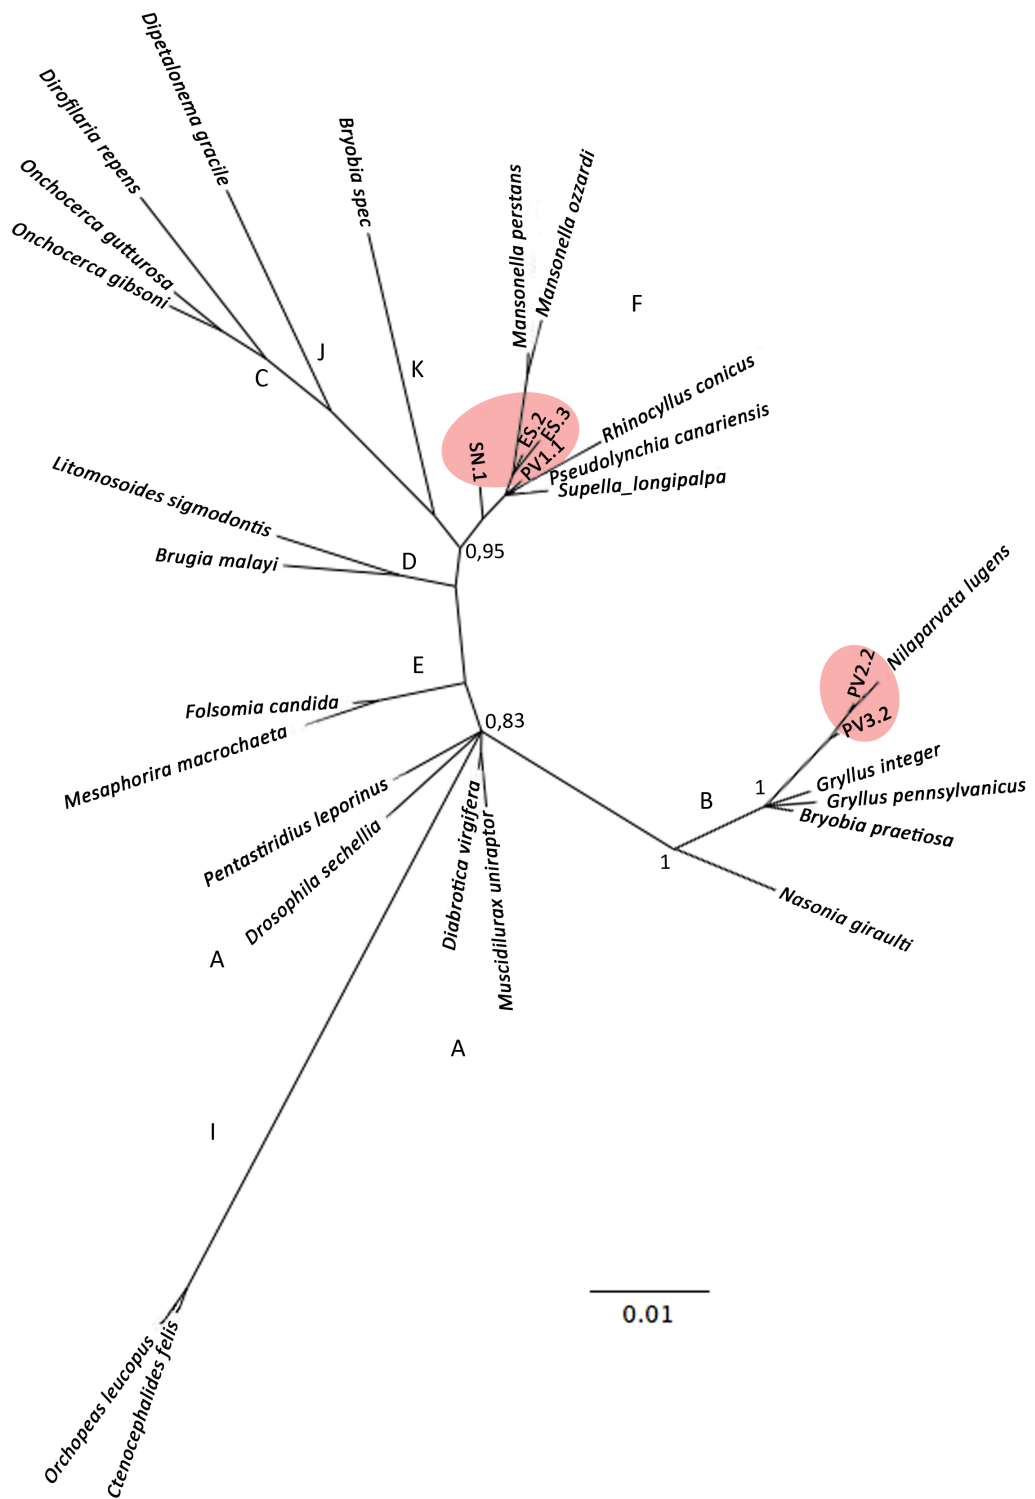 Dipetalonema gracile
Dirofilaria repens
Bryobia spec
Onchocerca gutturosa
Onchocerca gibsoni
Mansonella perstans
Mansonella ozzardi
F
J
C
K
Rhinocyllus conicus
Pseudolynchia canariensis
Supella_longipalpa
SN.1
ES.2
ES.3
PV1.1
Litomosoides sigmodontis
Brugia malayi
D
0,95
Nilaparvata lugens
PV2.2
PV3.2
E
Folsomia candida
Mesaphorira macrochaeta
0,83
Gryllus integer
Gryllus pennsylvanicus
Bryobia praetiosa
1
B
1
Nasonia giraulti
Pentastiridius leporinus
Drosophila sechellia
Diabrotica virgifera
Muscidilurax uniraptor
A
A
I
0.01
Orchopeas leucopus
Ctenocephalides felis